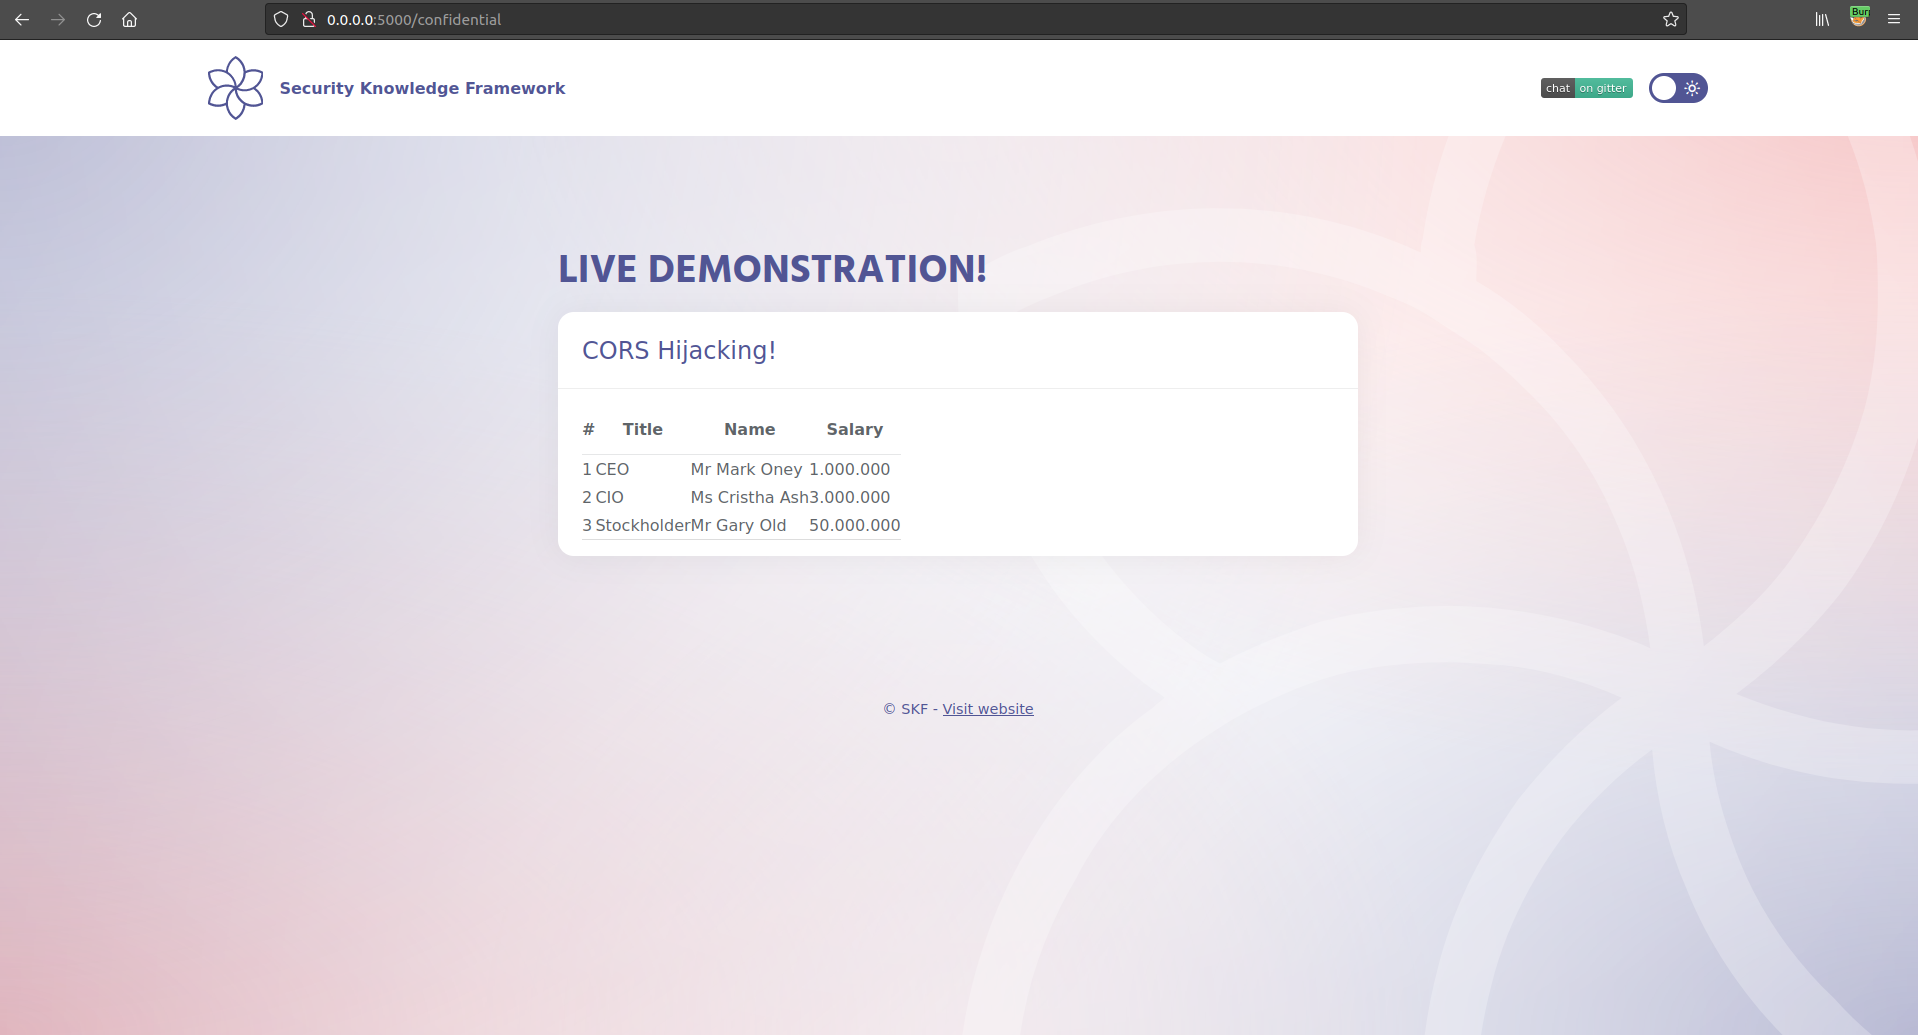 0.0.0.0:5000/confidential
Bur
Security Knowledge Framework
chat on gitter
LIVE DEMONSTRATION!
CORS Hijacking!
# Title Name Salary
1 CEO Mr Mark Oney 1.000.000
2 CIO Ms Cristha Ash 3.000.000
3 Stockholder Mr Gary Old 50.000.000
© SKF - Visit website